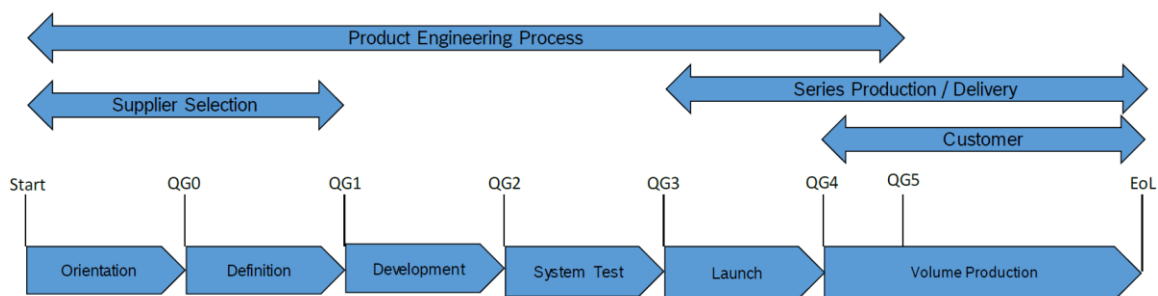 Product Engineering Process
Series Production / Delivery
Supplier Selection
Customer
Start QG0 QG1 QG2 QG3 QG4 QG5 EoL
Orientation Definition Development System Test Launch Volume Production